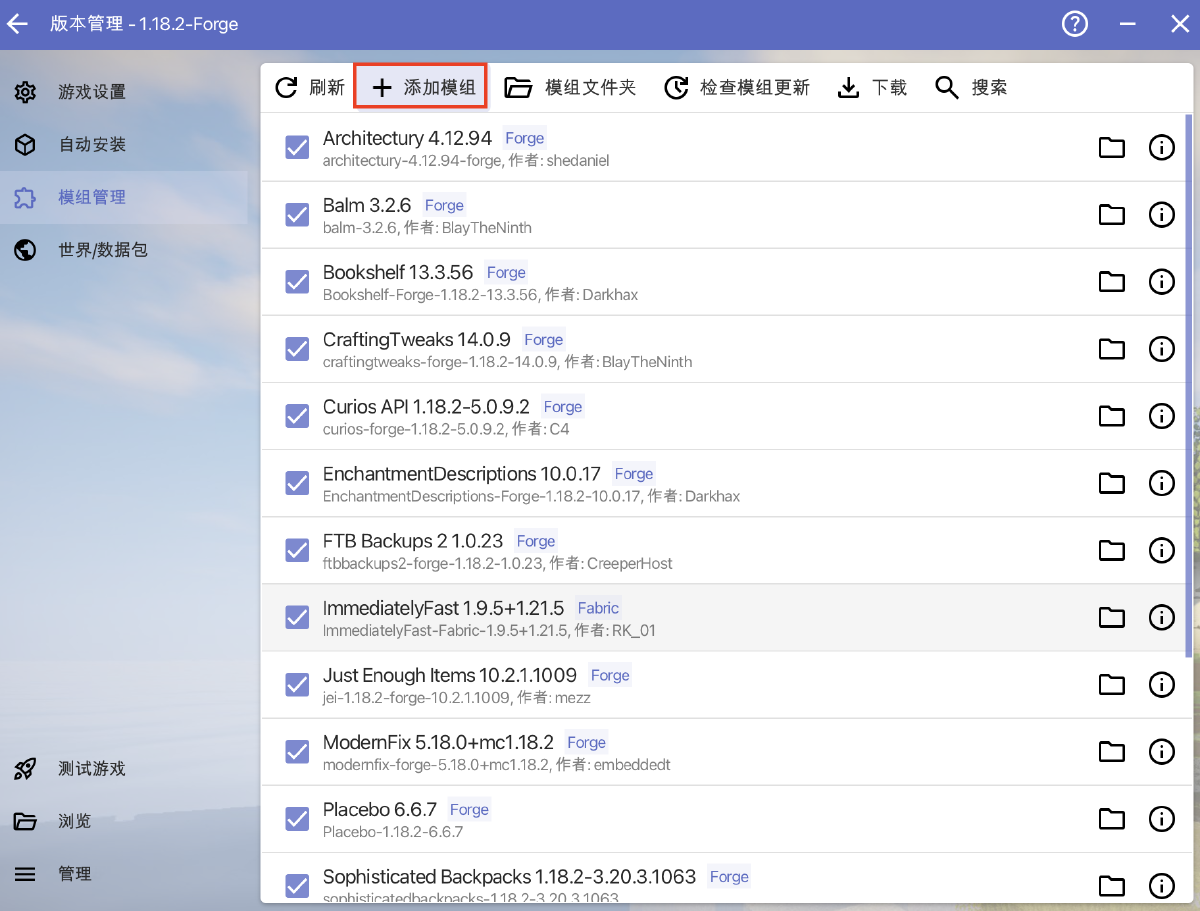 版本管理 - 1.18.2-Forge
游戏设置
自动安装
模组管理
世界/数据包
测试游戏
浏览
管理
刷新 添加模组 模组文件夹 检查模组更新 下载 搜索
Architectury 4.12.94 Forge
architectury-4.12.94-forge, 作者: shedaniel
Balm 3.2.6 Forge
balm-3.2.6, 作者: BlayTheNinth
Bookshelf 13.3.56 Forge
Bookshelf-Forge-1.18.2-13.3.56, 作者: Darkhax
CraftingTweaks 14.0.9 Forge
craftingtweaks-forge-1.18.2-14.0.9, 作者: BlayTheNinth
Curios API 1.18.2-5.0.9.2 Forge
curios-forge-1.18.2-5.0.9.2, 作者: C4
EnchantmentDescriptions 10.0.17 Forge
EnchantmentDescriptions-Forge-1.18.2-10.0.17, 作者: Darkhax
FTB Backups 2 1.0.23 Forge
ftbbackups2-forge-1.18.2-1.0.23, 作者: CreeperHost
ImmediatelyFast 1.9.5+1.21.5 Fabric
ImmediatelyFast-Fabric-1.9.5+1.21.5, 作者: RK_01
Just Enough Items 10.2.1.1009 Forge
jei-1.18.2-forge-10.2.1.1009, 作者: mezz
ModernFix 5.18.0+mc1.18.2 Forge
modernfix-forge-5.18.0+mc1.18.2, 作者: embeddedt
Placebo 6.6.7 Forge
Placebo-1.18.2-6.6.7
Sophisticated Backpacks 1.18.2-3.20.3.1063 Forge
sophisticatedbackpacks-1.18.2-3.20.3.1063